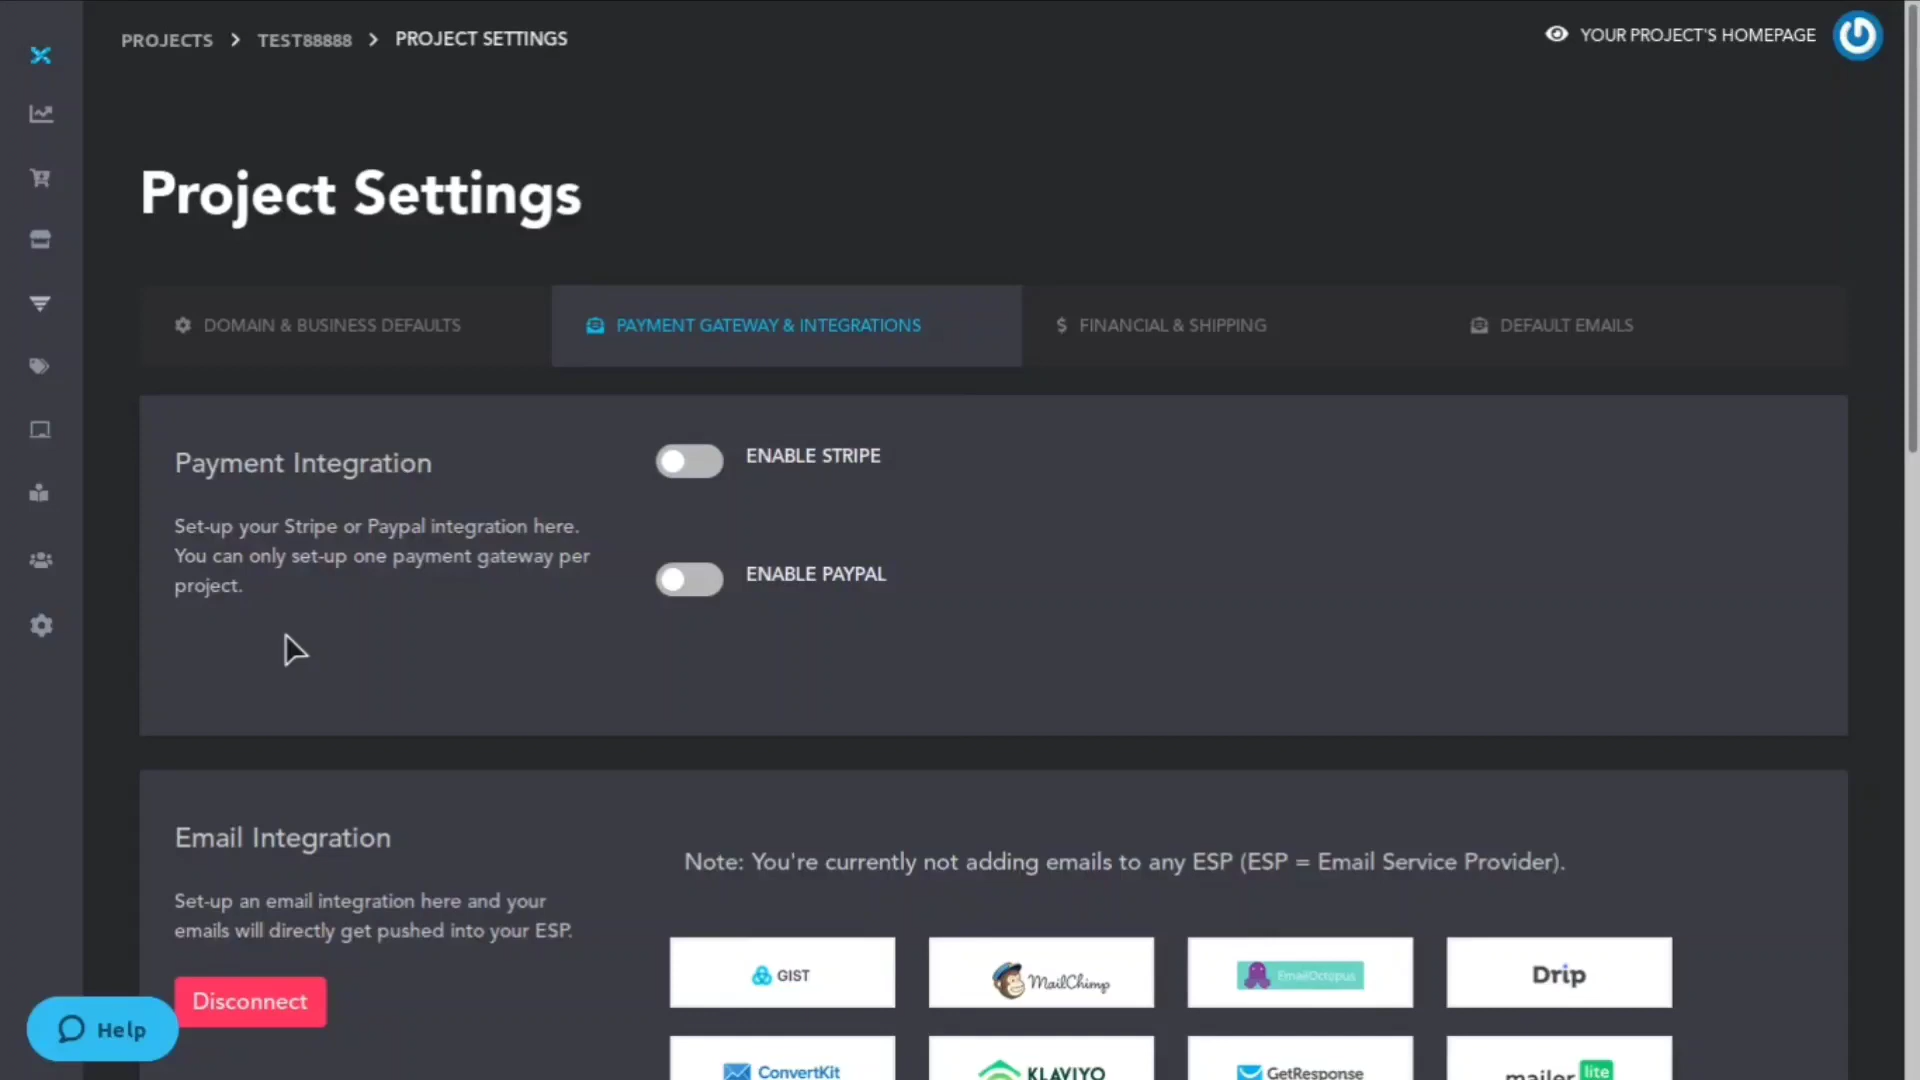 PROJECTS > TEST88888 > PROJECT SETTINGS
YOUR PROJECT'S HOMEPAGE
Project Settings
DOMAIN & BUSINESS DEFAULTS
PAYMENT GATEWAY & INTEGRATIONS
$ FINANCIAL & SHIPPING
DEFAULT EMAILS
Payment Integration
Set-up your Stripe or Paypal integration here.
You can only set-up one payment gateway per
project.
ENABLE STRIPE
ENABLE PAYPAL
Email Integration
Set-up an email integration here and your
emails will directly get pushed into your ESP.
Disconnect
Note: You're currently not adding emails to any ESP (ESP = Email Service Provider).
GIST
MailChimp
EmailOctopus
Drip
ConvertKit
KLAVIYO
GetResponse
mailer lite
Help